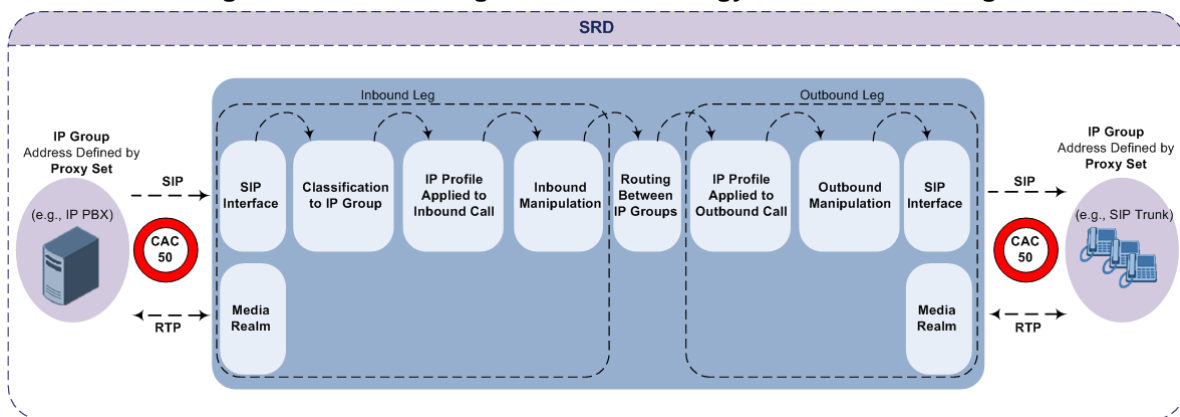 SRD
Inbound Leg
Outbound Leg
IP Group
Address Defined by
Proxy Set
(e.g., IP PBX)
SIP
CAC
50
RTP
SIP
Interface
Media
Realm
Classification
to IP Group
IP Profile
Applied to
Inbound Call
Inbound
Manipulation
Routing
Between
IP Groups
IP Profile
Applied to
Outbound Call
Outbound
Manipulation
SIP
Interface
Media
Realm
SIP
CAC
50
RTP
IP Group
Address Defined by
Proxy Set
(e.g., SIP Trunk)